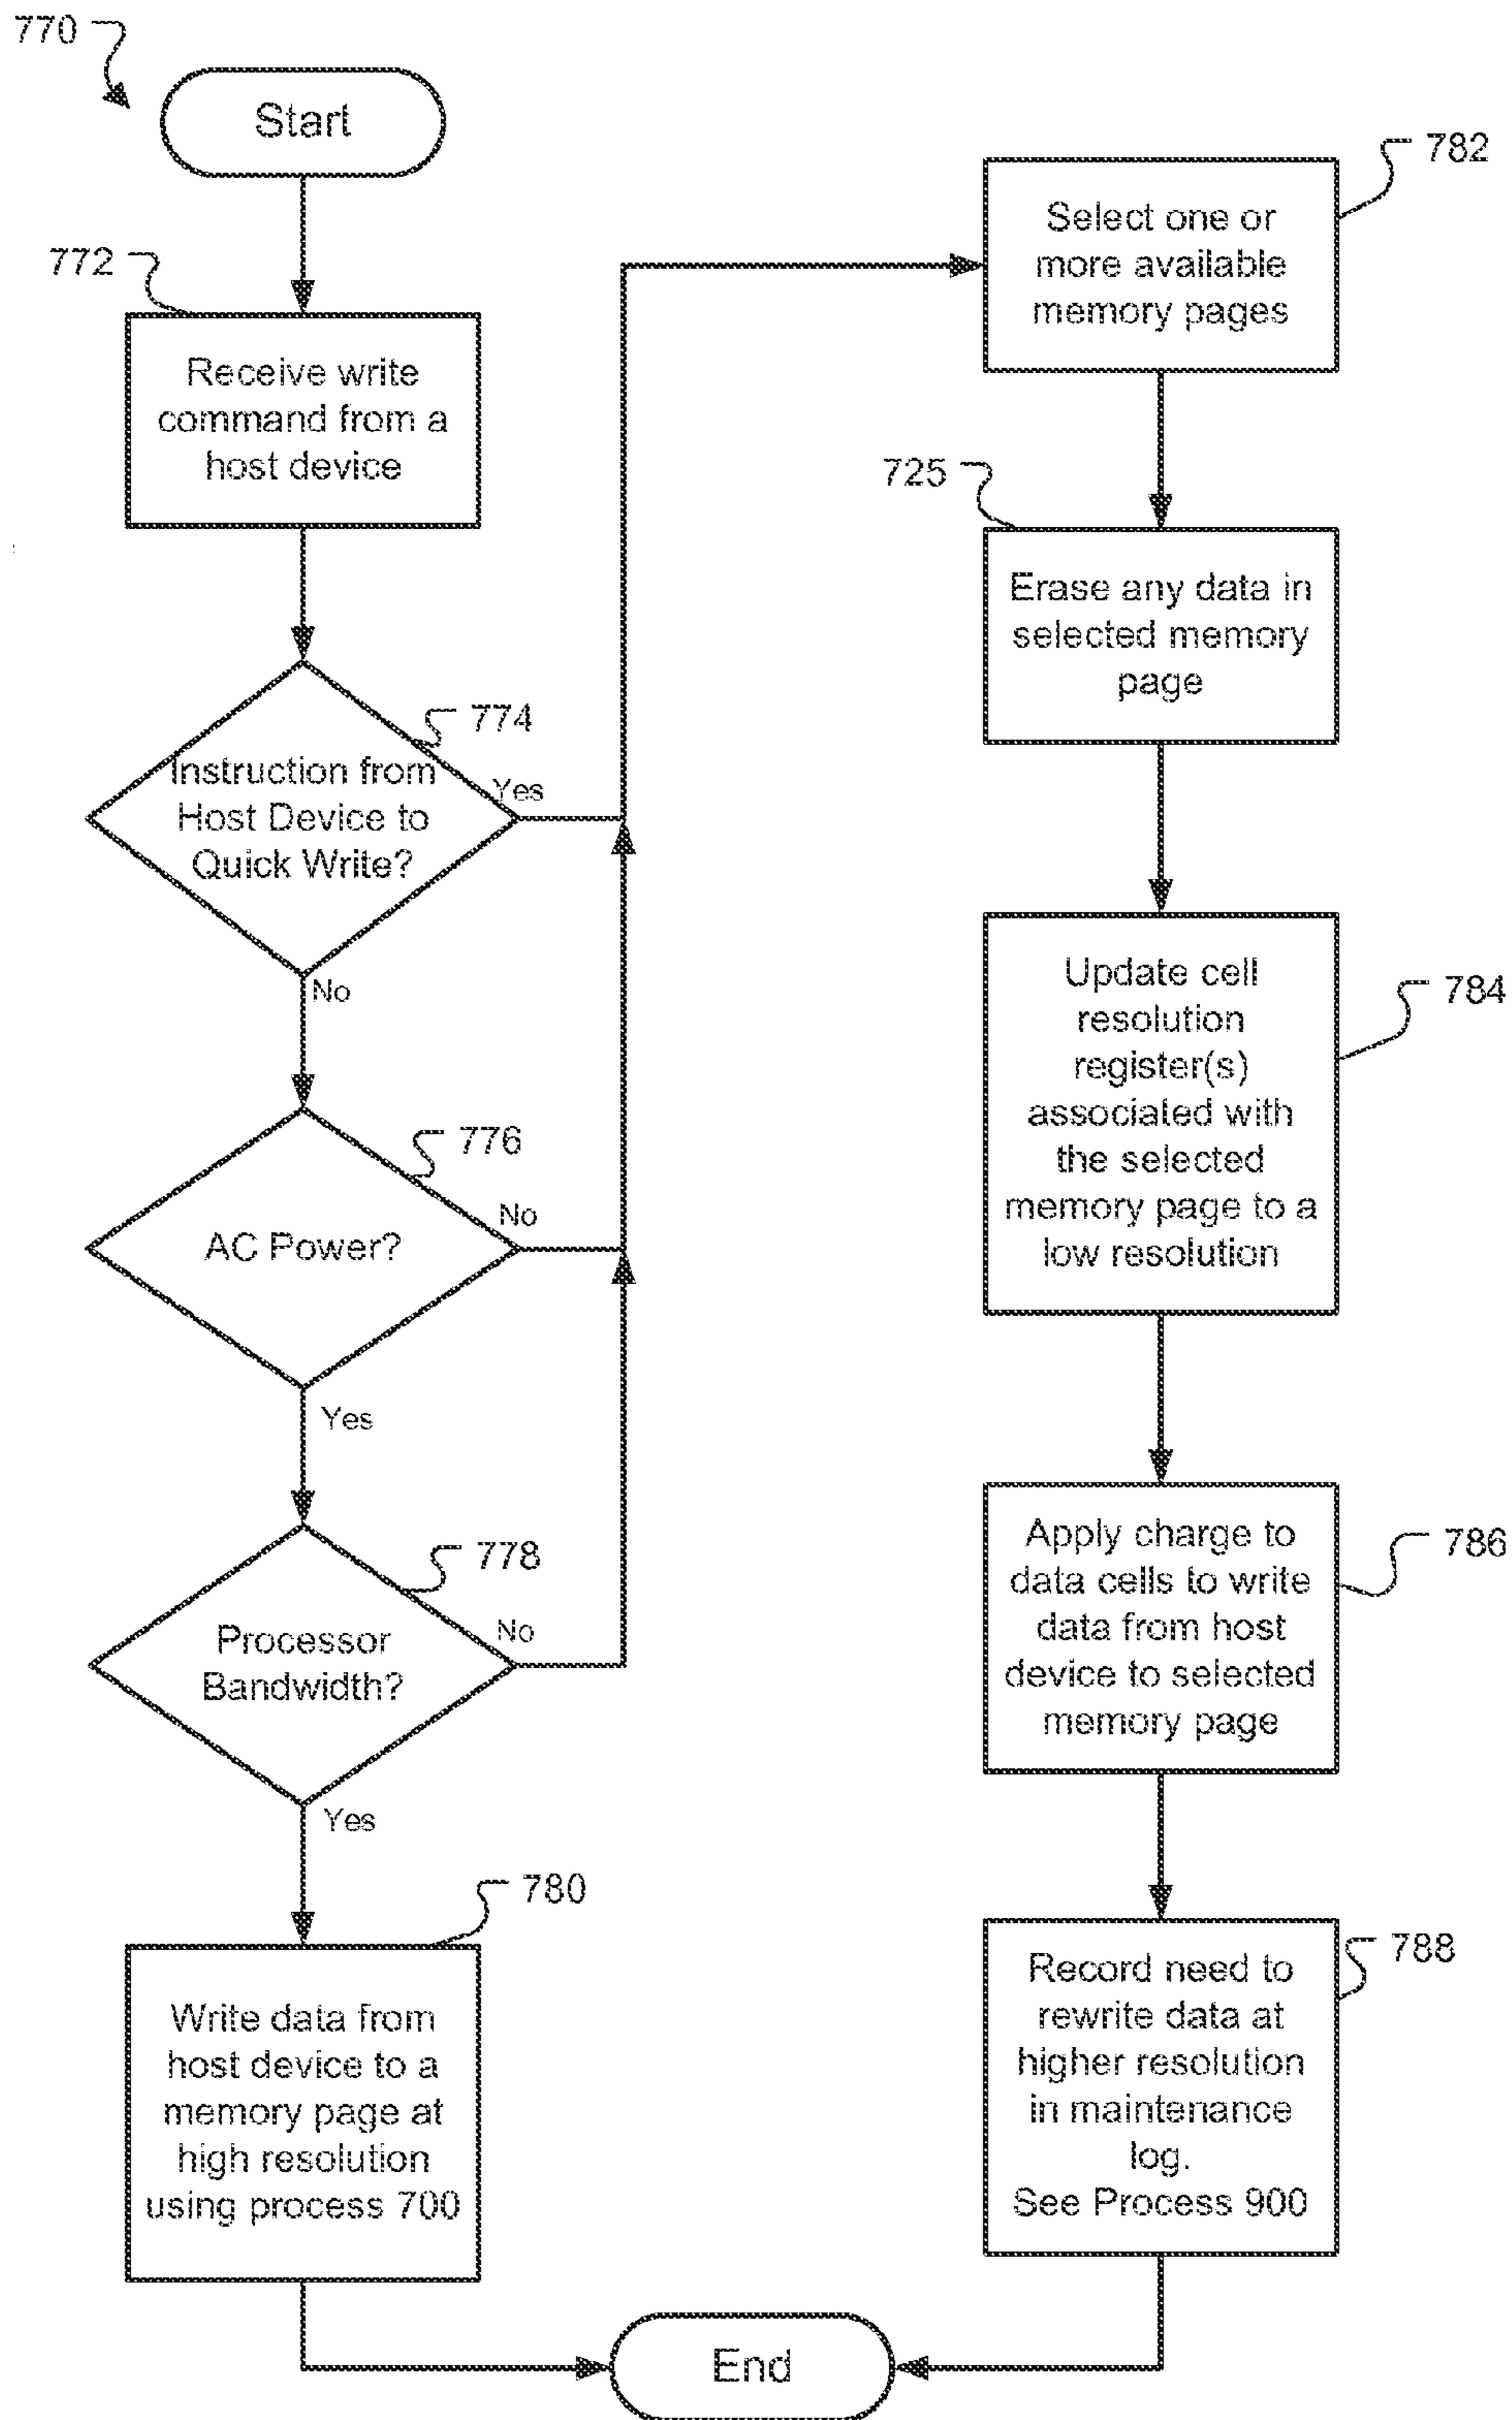 770
Start
772
Receive write
command from a
host device
774
Instruction from
Host Device to
Quick Write?
Yes
No
776
AC Power?
No
Yes
778
Processor
Bandwidth?
No
Yes
780
Write data from
host device to a
memory page at
high resolution
using process 700
782
Select one or
more available
memory pages
725
Erase any data in
selected memory
page
784
Update cell
resolution
register(s)
associated with
the selected
memory page to a
low resolution
786
Apply charge to
data cells to write
data from host
device to selected
memory page
788
Record need to
rewrite data at
higher resolution
in maintenance
log.
See Process 900
End